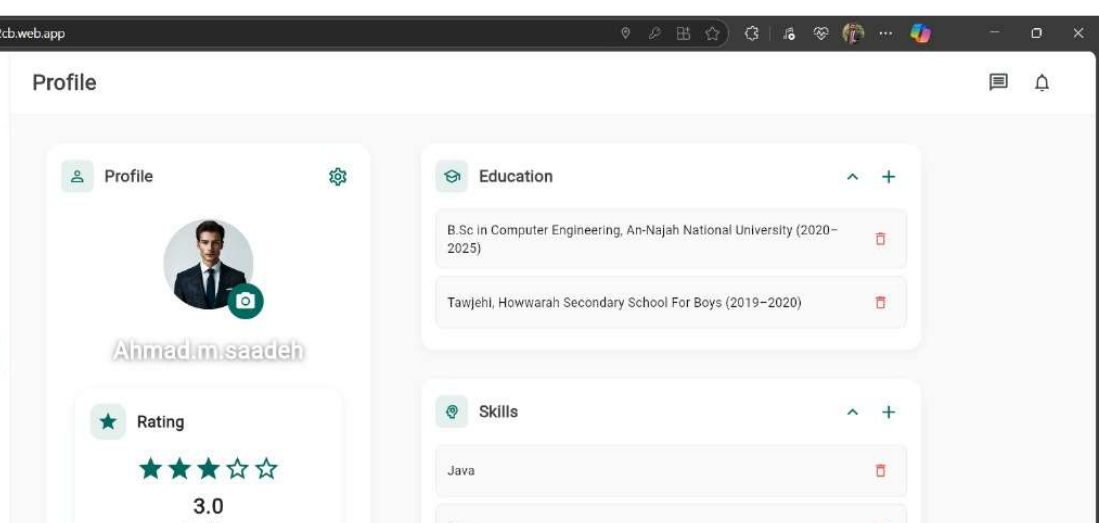 cb.web.app
Profile
Profile
Ahmad.m.saadeh
Rating
3.0
Education
B.Sc in Computer Engineering, An-Najah National University (2020–
2025)
Tawjehi, Howwarah Secondary School For Boys (2019–2020)
Skills
Java